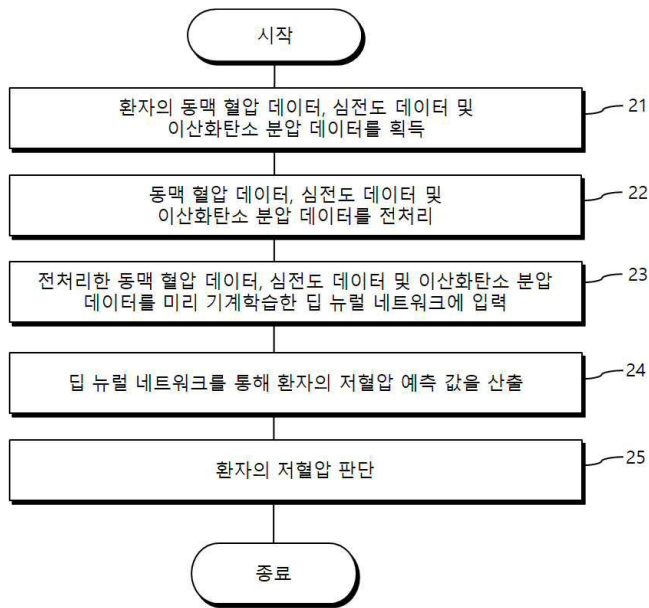 시작
환자의 동맥 혈압 데이터, 심전도 데이터 및
이산화탄소 분압 데이터를 획득
21
동맥 혈압 데이터, 심전도 데이터 및
이산화탄소 분압 데이터를 전처리
22
전처리한 동맥 혈압 데이터, 심전도 데이터 및 이산화탄소 분압
데이터를 미리 기계학습한 딥 뉴럴 네트워크에 입력
23
딥 뉴럴 네트워크를 통해 환자의 저혈압 예측 값을 산출
24
환자의 저혈압 판단
25
종료